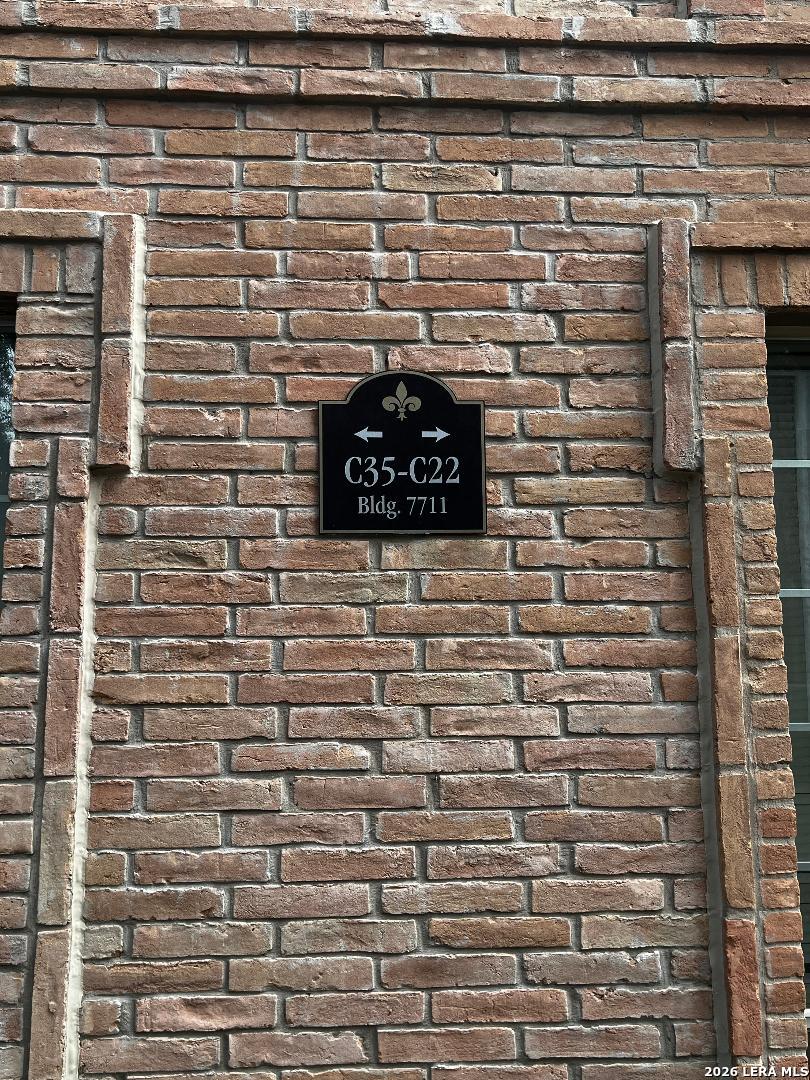 C35-C22
Bldg. 7711
2026 LERA MLS